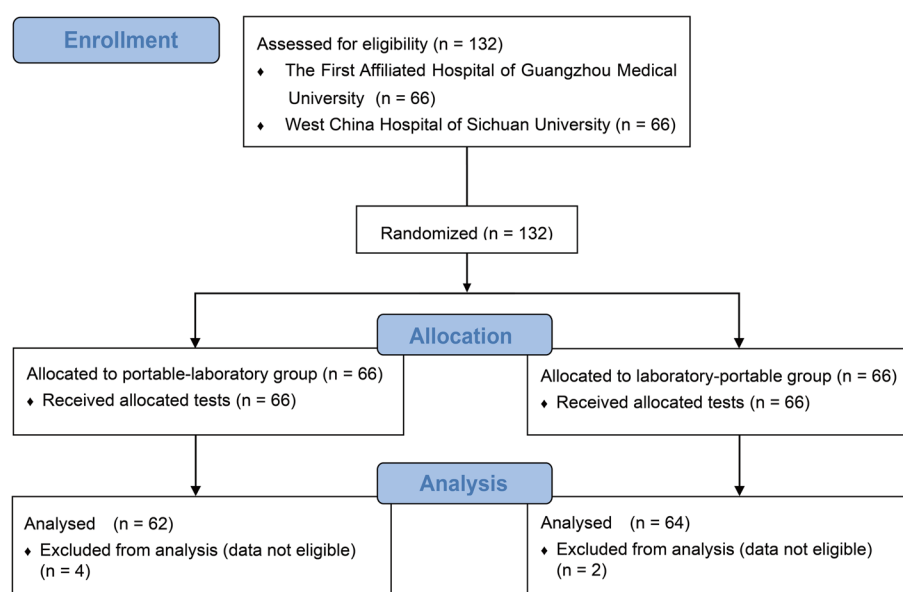 Enrollment
Assessed for eligibility (n = 132)
♦ The First Affiliated Hospital of Guangzhou Medical
University (n = 66)
♦ West China Hospital of Sichuan University (n = 66)
Randomized (n = 132)
Allocation
Allocated to portable-laboratory group (n = 66)
♦ Received allocated tests (n = 66)
Allocated to laboratory-portable group (n = 66)
♦ Received allocated tests (n = 66)
Analysis
Analysed (n = 62)
♦ Excluded from analysis (data not eligible)
(n = 4)
Analysed (n = 64)
♦ Excluded from analysis (data not eligible)
(n = 2)